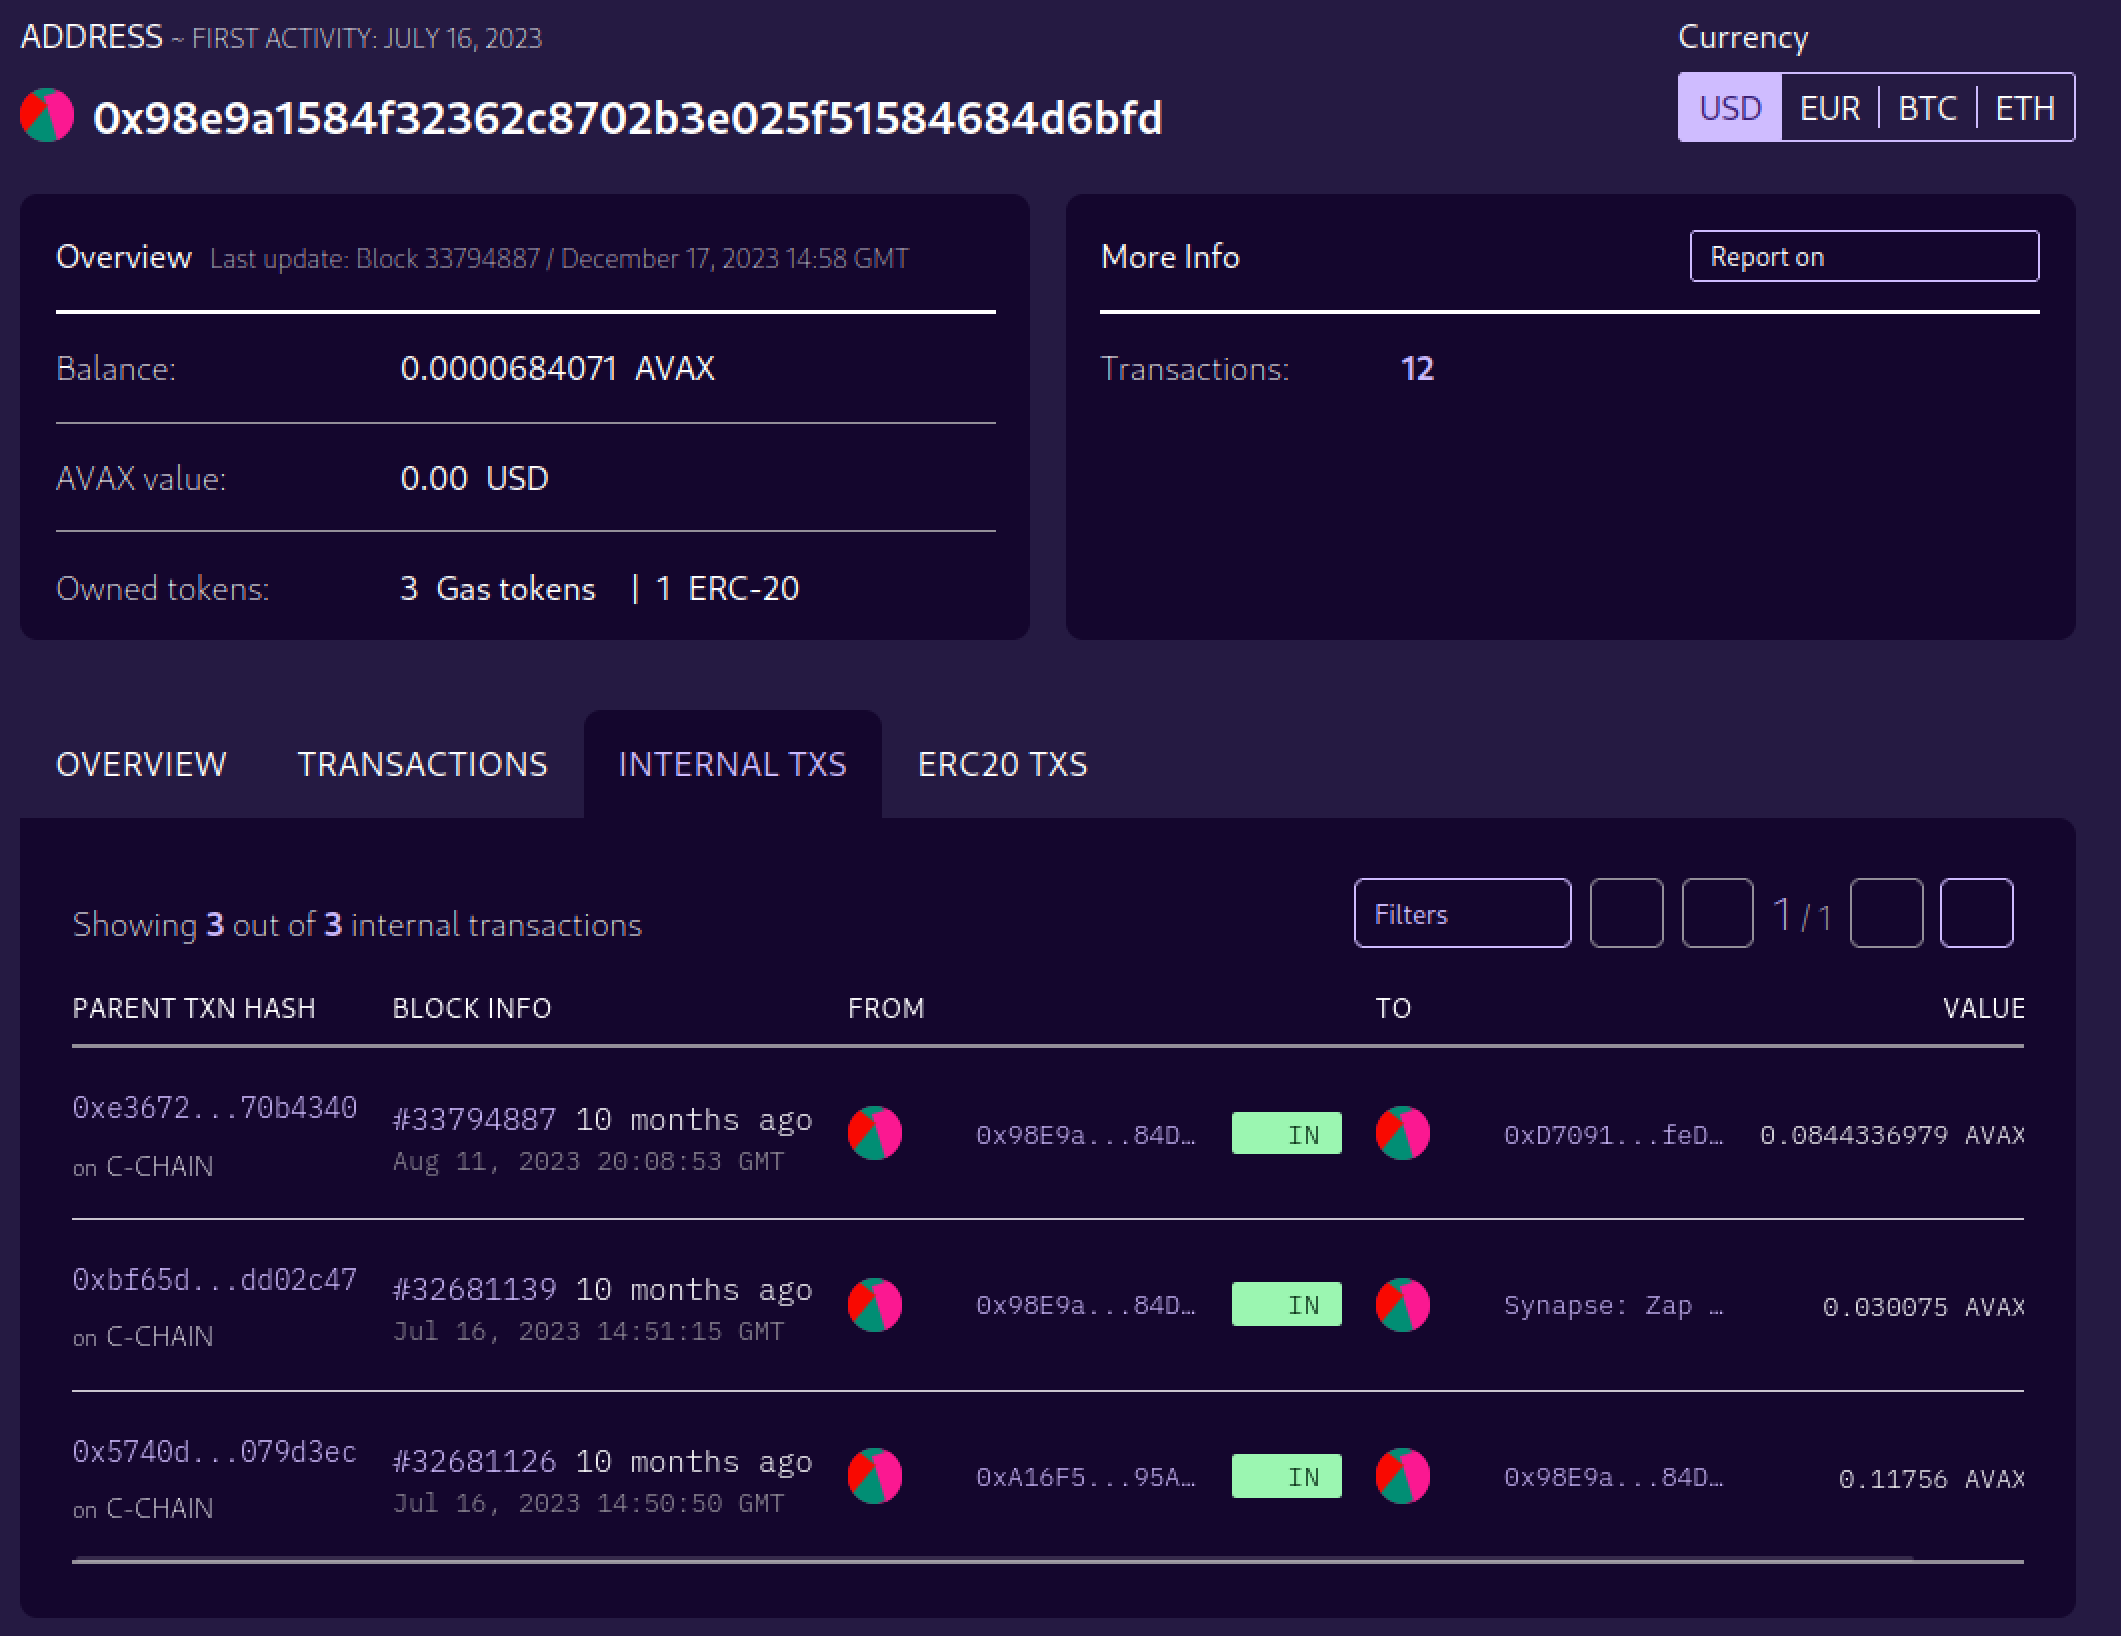 ADDRESS ~ FIRST ACTIVITY: JULY 16, 2023
Currency
0x98e9a1584f32362c8702b3e025f51584684d6bfd
USD EUR BTC ETH
Overview Last update: Block 33794887 / December 17, 2023 14:58 GMT
Balance: 0.0000684071 AVAX
AVAX value: 0.00 USD
Owned tokens: 3 Gas tokens | 1 ERC-20
More Info Report on
Transactions: 12
OVERVIEW TRANSACTIONS INTERNAL TXS ERC20 TXS
Showing 3 out of 3 internal transactions
Filters 1 / 1
PARENT TXN HASH BLOCK INFO FROM TO VALUE
0xe3672...70b4340 #33794887 10 months ago 0x98E9a...84D… IN 0xD7091...feD… 0.0844336979 AVAX
on C-CHAIN Aug 11, 2023 20:08:53 GMT
0xbf65d...dd02c47 #32681139 10 months ago 0x98E9a...84D… IN Synapse: Zap … 0.030075 AVAX
on C-CHAIN Jul 16, 2023 14:51:15 GMT
0x5740d...079d3ec #32681126 10 months ago 0xA16F5...95A… IN 0x98E9a...84D… 0.11756 AVAX
on C-CHAIN Jul 16, 2023 14:50:50 GMT